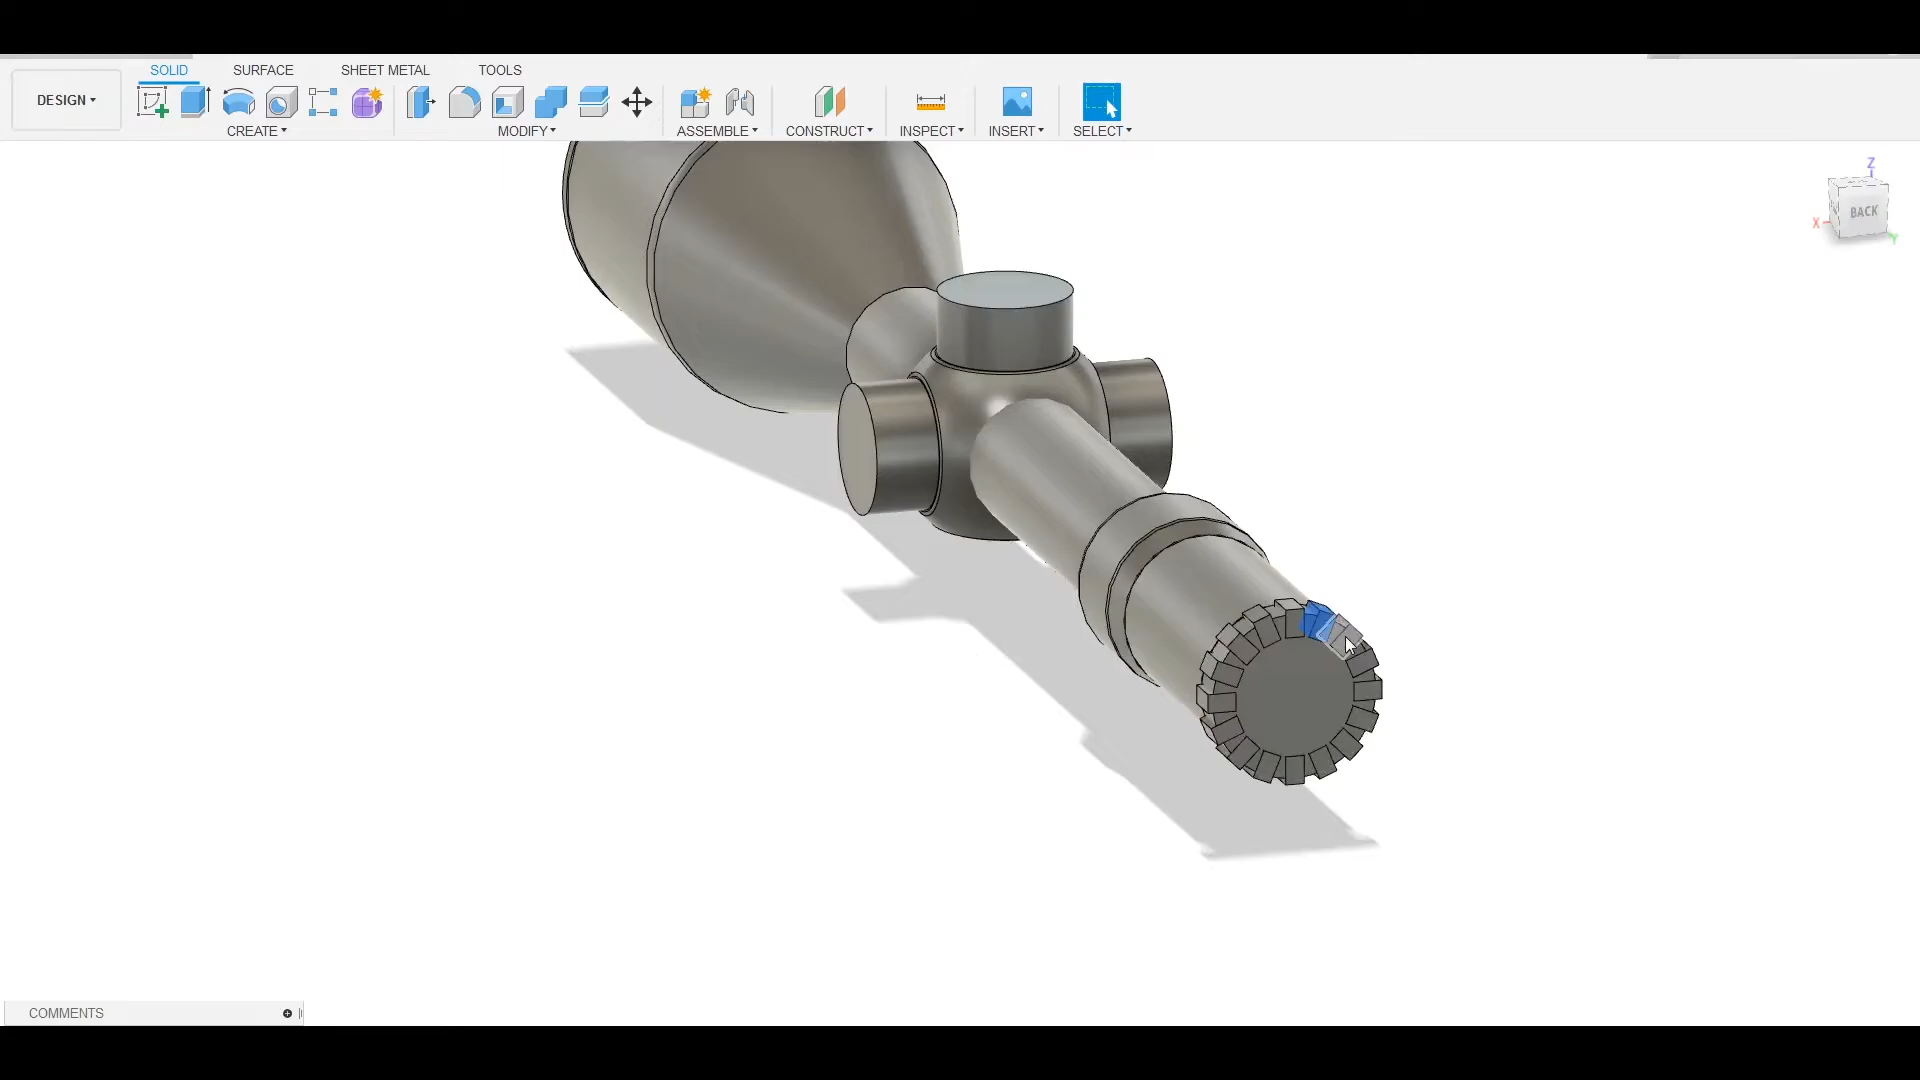 SOLID SURFACE SHEET METAL TOOLS
DESIGN
CREATE MODIFY ASSEMBLE CONSTRUCT INSPECT INSERT SELECT
Z
BACK
X
Y
COMMENTS